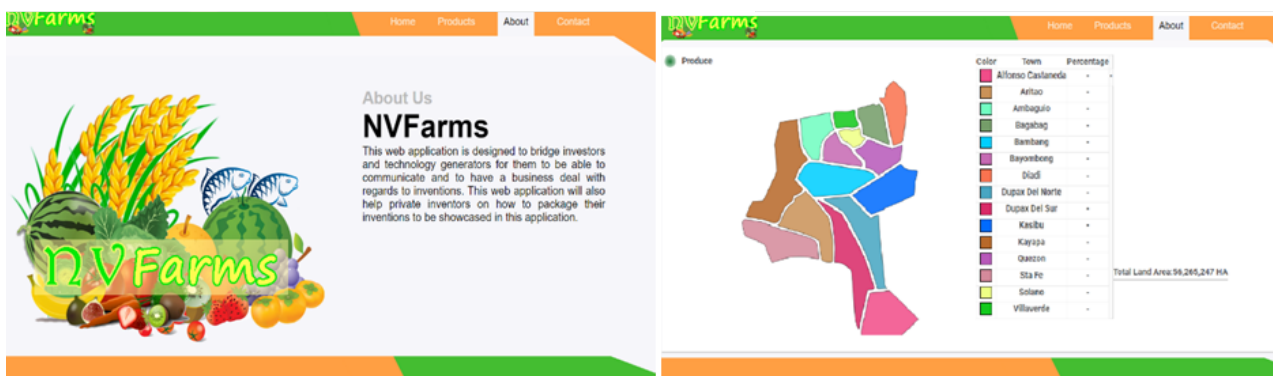 NVFarms
Home Products About Contact
About Us
NVFarms
This web application is designed to bridge investors
and technology generators for them to be able to
communicate and to have a business deal with
regards to inventions. This web application will also
help private inventors on how to package their
inventions to be showcased in this application.
NVFarms
NVFarms
Home Products About Contact
Produce
Color Town Percentage
Alfonso Castaneda -
Aritao -
Ambaguio -
Bagabag -
Bambang -
Bayombong -
Diadi -
Dupax Del Norte -
Dupax Del Sur -
Kasibu -
Kayapa -
Quezon -
Sta Fe -
Solano -
Villaverde -
Total Land Area:56,265,247 HA